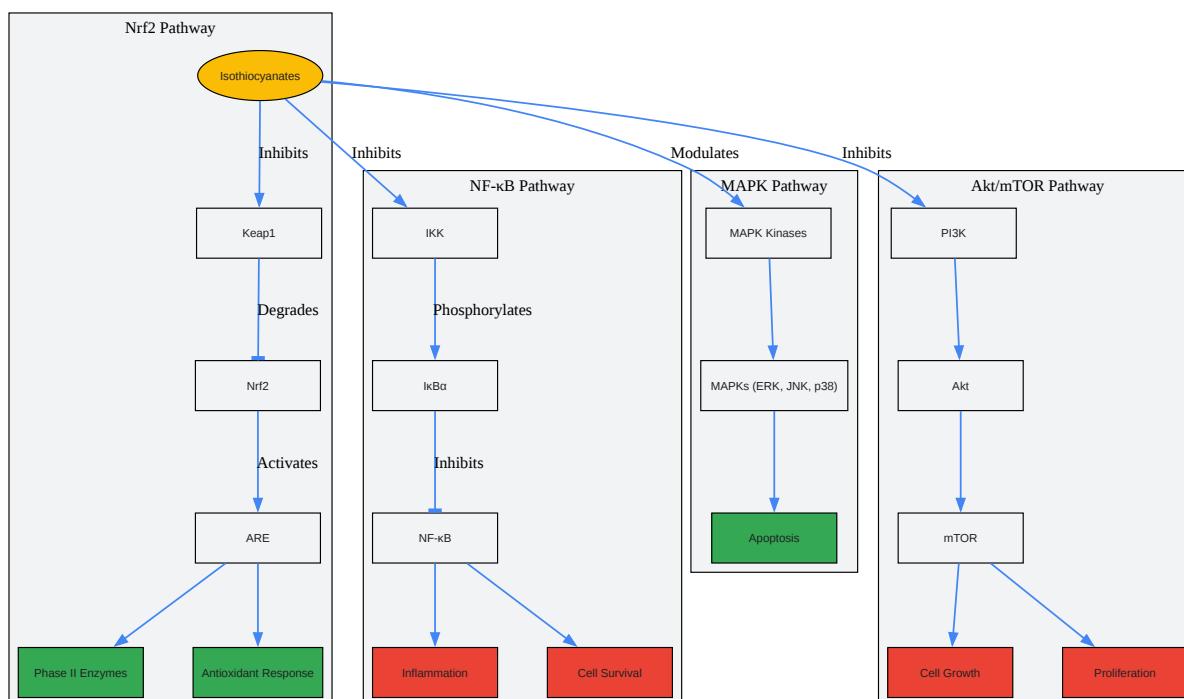 Nrf2 Pathway
Isothiocyanates
Inhibits
Inhibits
Modulates
Inhibits
NF-κB Pathway
MAPK Pathway
Akt/mTOR Pathway
Keap1
IKK
MAPK Kinases
PI3K
Degrades
Phosphorylates
Nrf2
IκBα
MAPKs (ERK, JNK, p38)
Akt
Activates
Inhibits
ARE
NF-κB
Apoptosis
mTOR
Phase II Enzymes
Antioxidant Response
Inflammation
Cell Survival
Cell Growth
Proliferation